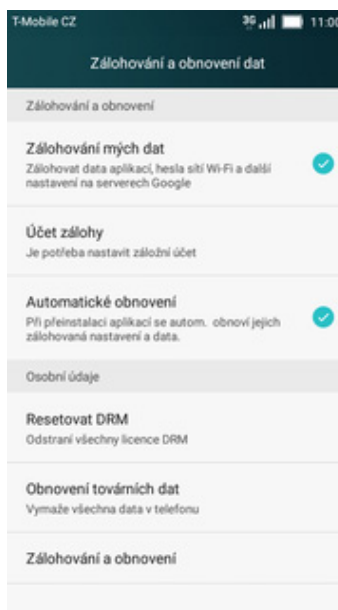 T-Mobile CZ 3G 11:00
Zálohování a obnovení dat
Zálohování a obnovení
Zálohování mých dat
Zálohovat data aplikací, hesla sítí Wi-Fi a další
nastavení na serverech Google
Účet zálohy
Je potřeba nastavit záložní účet
Automatické obnovení
Při přeinstalaci aplikací se autom. obnoví jejich
zálohovaná nastavení a data.
Osobní údaje
Resetovat DRM
Odstraní všechny licence DRM
Obnovení továrních dat
Vymaže všechna data v telefonu
Zálohování a obnovení